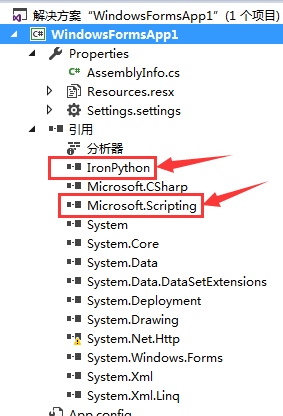 解决方案“WindowsFormsApp1”(1 个项目)
C# WindowsFormsApp1
Properties
C# AssemblyInfo.cs
Resources.resx
Settings.settings
引用
分析器
IronPython
Microsoft.CSharp
Microsoft.Scripting
System
System.Core
System.Data
System.Data.DataSetExtensions
System.Deployment
System.Drawing
System.Net.Http
System.Windows.Forms
System.Xml
System.Xml.Linq
App.config